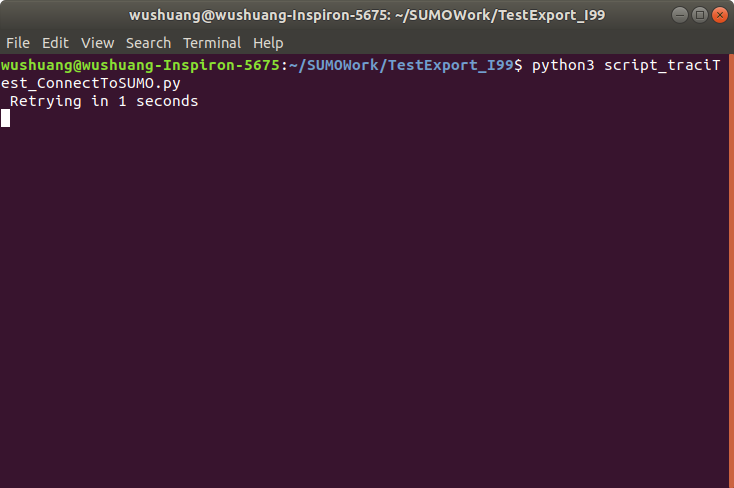 wushuang@wushuang-Inspiron-5675: ~/SUMOWork/TestExport_I99
File Edit View Search Terminal Help
wushuang@wushuang-Inspiron-5675:~/SUMOWork/TestExport_I99$ python3 script_traciT
est_ConnectToSUMO.py
 Retrying in 1 seconds